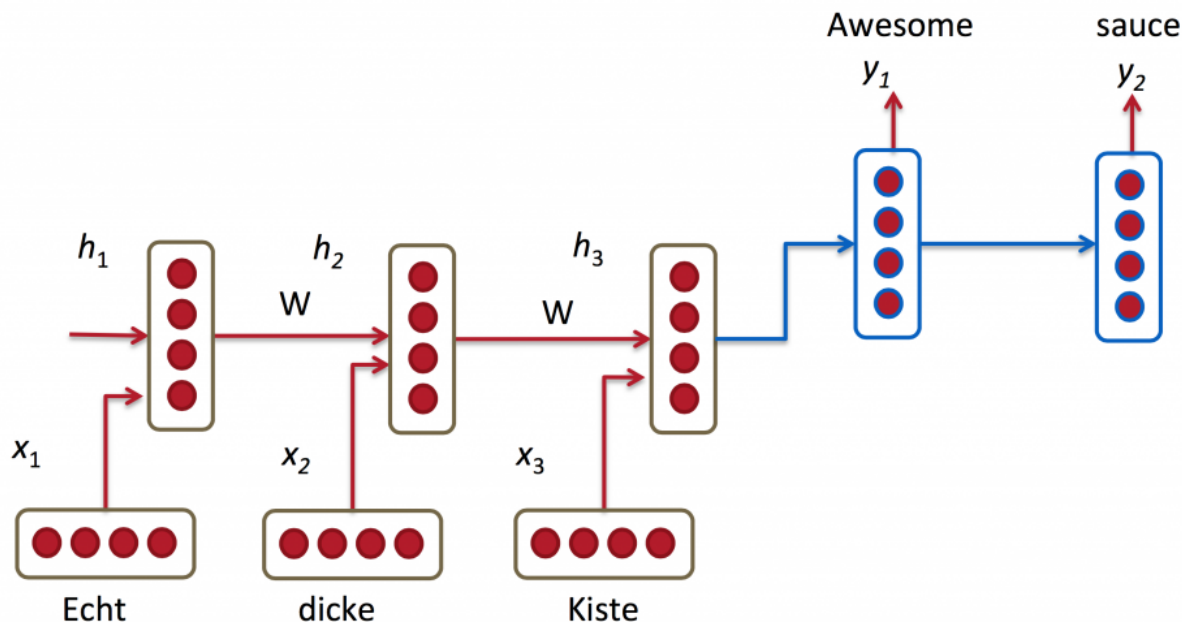 Awesome sauce
y1 y2
h1 h2 h3
W W
x1 x2 x3
Echt dicke Kiste